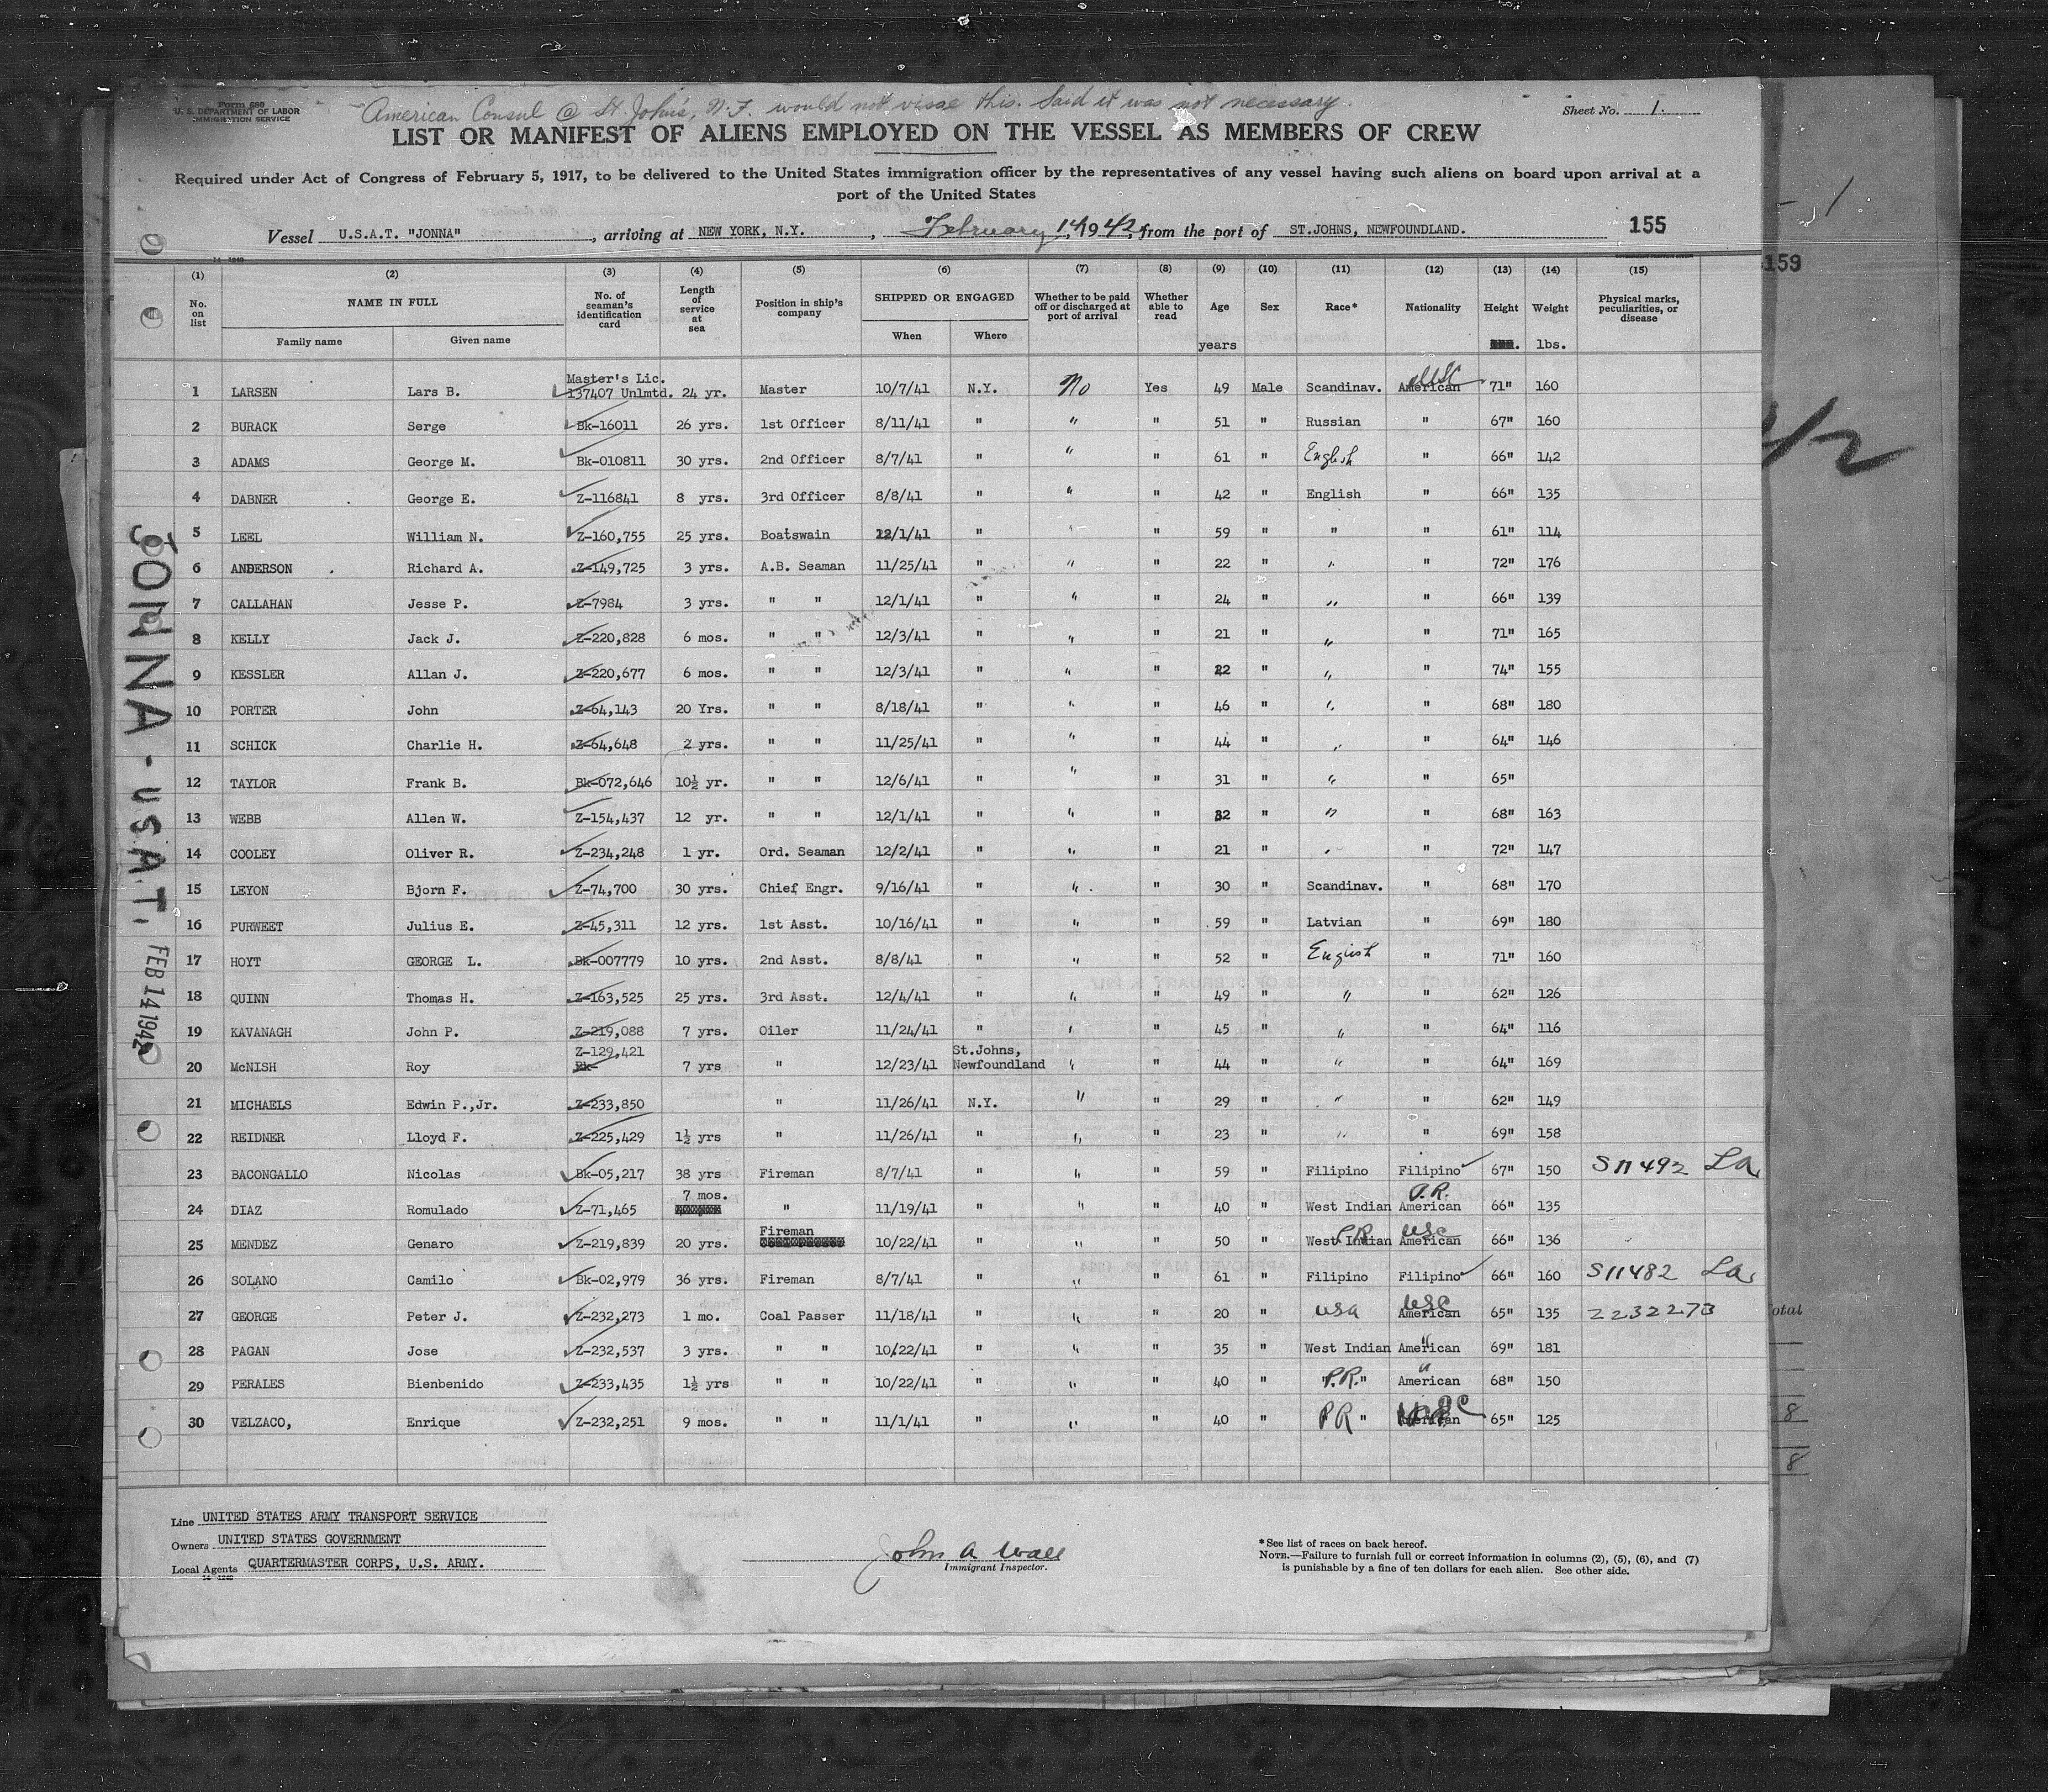 Form 680
U. S. DEPARTMENT OF LABOR
IMMIGRATION SERVICE
American Consul @ St. John's, N.F. would not visae this. Said it was not necessary.
Sheet No. 1.
LIST OR MANIFEST OF ALIENS EMPLOYED ON THE VESSEL AS MEMBERS OF CREW
Required under Act of Congress of February 5, 1917, to be delivered to the United States immigration officer by the representatives of any vessel having such aliens on board upon arrival at a
port of the United States
Vessel U.S.A.T. "JONNA", arriving at NEW YORK, N.Y., February 14, 1942, from the port of ST.JOHNS, NEWFOUNDLAND. 155
159
(1) (2) (3) (4) (5) (6) (7) (8) (9) (10) (11) (12) (13) (14) (15)
No. on list NAME IN FULL No. of seaman's identification card Length of service at sea Position in ship's company SHIPPED OR ENGAGED Whether to be paid off or discharged at port of arrival Whether able to read Age Sex Race* Nationality Height Weight Physical marks, peculiarities, or disease
Family name Given name When Where years lbs.
1 LARSEN Lars B. Master's Lic. 137407 Unlmtd. 24 yr. Master 10/7/41 N.Y. No Yes 49 Male Scandinav. American USC 71" 160
2 BURACK Serge Bk-16011 26 yrs. 1st Officer 8/11/41 " " " 51 " Russian " 67" 160
3 ADAMS George M. Bk-010811 30 yrs. 2nd Officer 8/7/41 " " " 61 " English " 66" 142
4 DABNER George E. Z-116841 8 yrs. 3rd Officer 8/8/41 " " " 42 " English " 66" 135
5 LEEL William N. Z-160,755 25 yrs. Boatswain 12/1/41 " " " 59 " " " 61" 114
6 ANDERSON Richard A. Z-149,725 3 yrs. A.B. Seaman 11/25/41 " " " 22 " " " 72" 176
7 CALLAHAN Jesse P. Z-7984 3 yrs. " " 12/1/41 " " " 24 " " " 66" 139
8 KELLY Jack J. Z-220,828 6 mos. " " 12/3/41 " " " 21 " " " 71" 165
9 KESSLER Allan J. Z-220,677 6 mos. " " 12/3/41 " " " 22 " " " 74" 155
10 PORTER John Z-64,143 20 Yrs. " " 8/18/41 " " " 46 " " " 68" 180
11 SCHICK Charlie H. Z-64,648 2 yrs. " " 11/25/41 " " " 44 " " " 64" 146
12 TAYLOR Frank B. Bk-072,646 10½ yr. " " 12/6/41 " " " 31 " " " 65"
13 WEBB Allen W. Z-154,437 12 yr. " " 12/1/41 " " " 32 " " " 68" 163
14 COOLEY Oliver R. Z-234,248 1 yr. Ord. Seaman 12/2/41 " " " 21 " " " 72" 147
15 LEYON Bjorn F. Z-74,700 30 yrs. Chief Engr. 9/16/41 " " " 30 " Scandinav. " 68" 170
16 PURWEET Julius E. Z-45,311 12 yrs. 1st Asst. 10/16/41 " " " 59 " Latvian " 69" 180
17 HOYT GEORGE L. Bk-007779 10 yrs. 2nd Asst. 8/8/41 " " " 52 " English " 71" 160
18 QUINN Thomas H. Z-163,525 25 yrs. 3rd Asst. 12/4/41 " " " 49 " " " 62" 126
19 KAVANAGH John P. Z-219,088 7 yrs. Oiler 11/24/41 " " " 45 " " " 64" 116
20 McNISH Roy Z-129,421 Bk- 7 yrs " 12/23/41 St.Johns, Newfoundland " " 44 " " " 64" 169
21 MICHAELS Edwin P.,Jr. Z-233,850 " 11/26/41 N.Y. " " 29 " " " 62" 149
22 REIDNER Lloyd F. Z-225,429 1½ yrs " 11/26/41 " " " 23 " " " 69" 158
23 BACONGALLO Nicolas Bk-05,217 38 yrs Fireman 8/7/41 " " " 59 " Filipino Filipino 67" 150 S11492 La
24 DIAZ Romulado Z-71,465 7 mos. " 11/19/41 " " " 40 " West Indian P.R. American 66" 135
25 MENDEZ Genaro Z-219,839 20 yrs. Fireman 10/22/41 " " " 50 " West Indian P.R. American USC 66" 136
26 SOLANO Camilo Bk-02,979 36 yrs. Fireman 8/7/41 " " " 61 " Filipino Filipino 66" 160 S11482 La
27 GEORGE Peter J. Z-232,273 1 mo. Coal Passer 11/18/41 " " " 20 " USA American USC 65" 135 Z232273
28 PAGAN Jose Z-232,537 3 yrs. " " 10/22/41 " " " 35 " West Indian American " 69" 181
29 PERALES Bienbenido Z-233,435 1½ yrs " " 10/22/41 " " " 40 " "P.R." American " 68" 150
30 VELZACO, Enrique Z-232,251 9 mos. " " 11/1/41 " " " 40 " PR " American 65" 125
JONNA - USAT, FEB 14 1942
otal
8
8
Line UNITED STATES ARMY TRANSPORT SERVICE
Owners UNITED STATES GOVERNMENT
Local Agents QUARTERMASTER CORPS, U.S. ARMY.
John A Wall
Immigrant Inspector.
*See list of races on back hereof.
NOTE.—Failure to furnish full or correct information in columns (2), (5), (6), and (7)
is punishable by a fine of ten dollars for each alien. See other side.